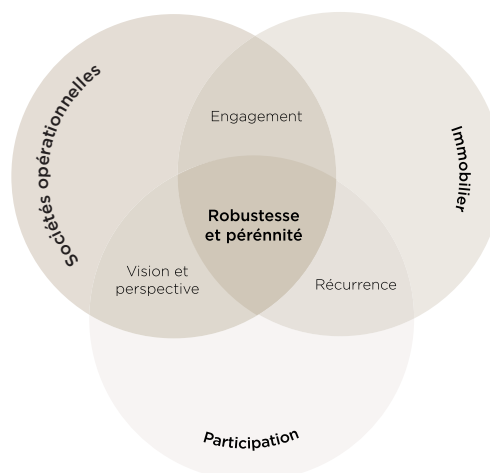 Sociétés opérationnelles
Engagement
Immobilier
Robustesse
et pérénnité
Vision et
perspective
Récurrence
Participation